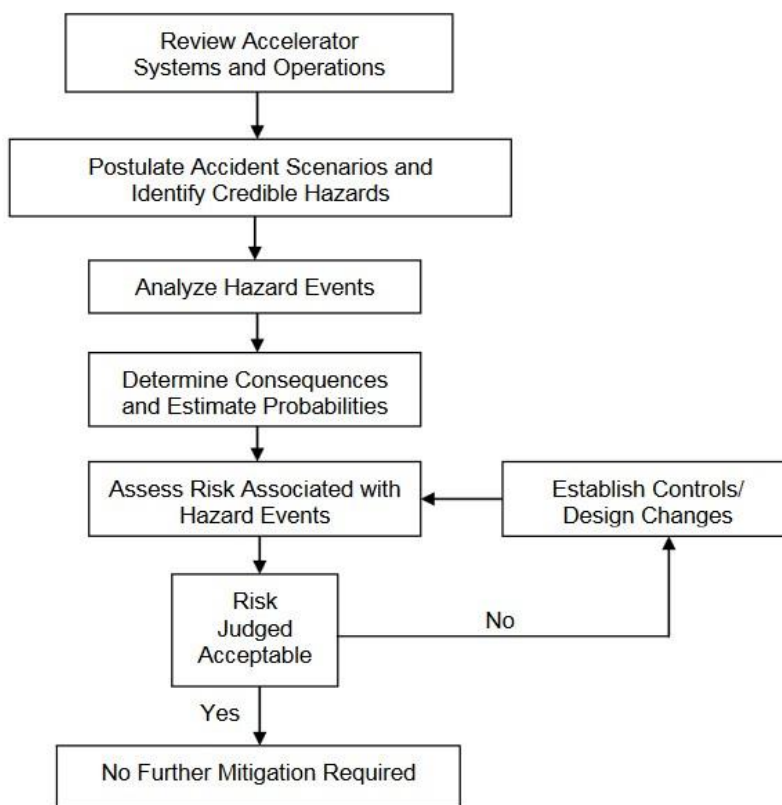 Review Accelerator
Systems and Operations
Postulate Accident Scenarios and
Identify Credible Hazards
Analyze Hazard Events
Determine Consequences
and Estimate Probabilities
Assess Risk Associated with
Hazard Events
Establish Controls/
Design Changes
Risk
Judged
Acceptable
No
Yes
No Further Mitigation Required